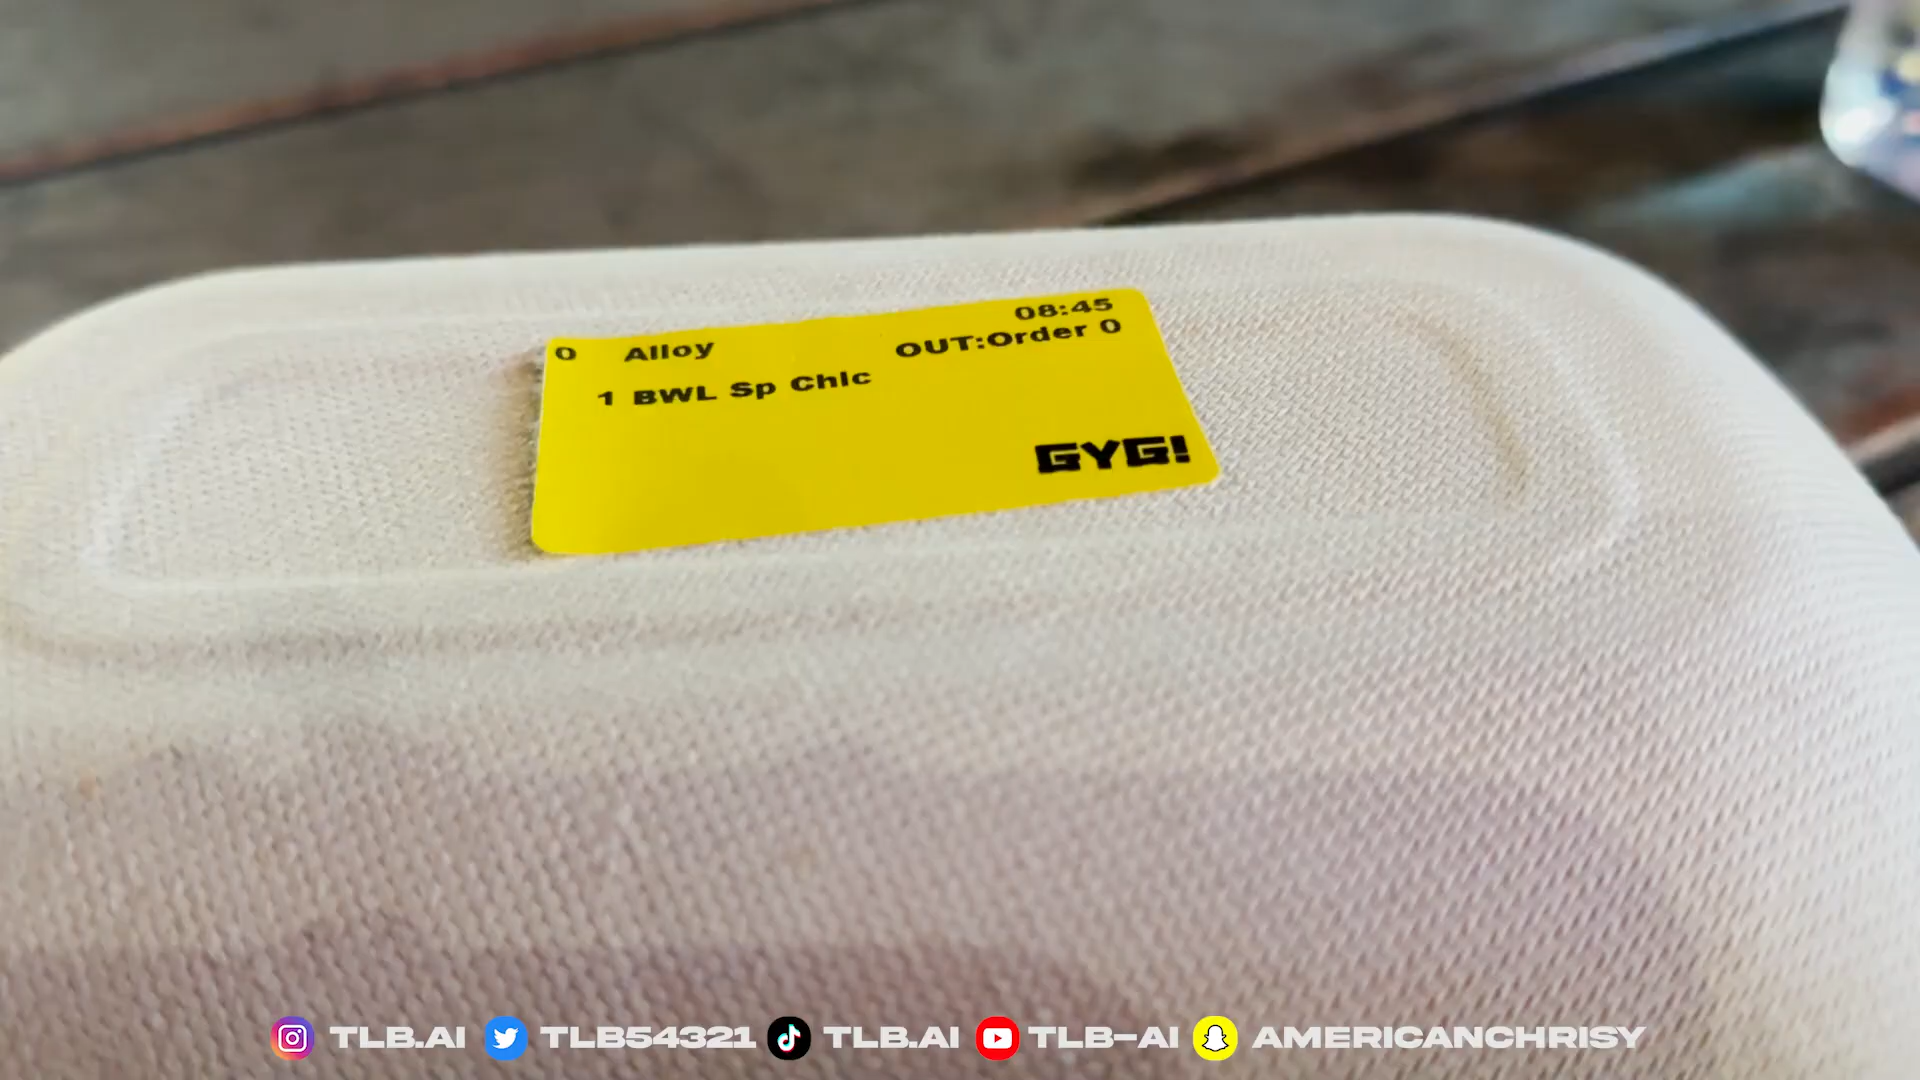 08:45
0 Alloy OUT:Order 0
1 BWL Sp Chlc
GYG!
TLB.AI TLB54321 TLB.AI TLB-AI AMERICANCHRISY